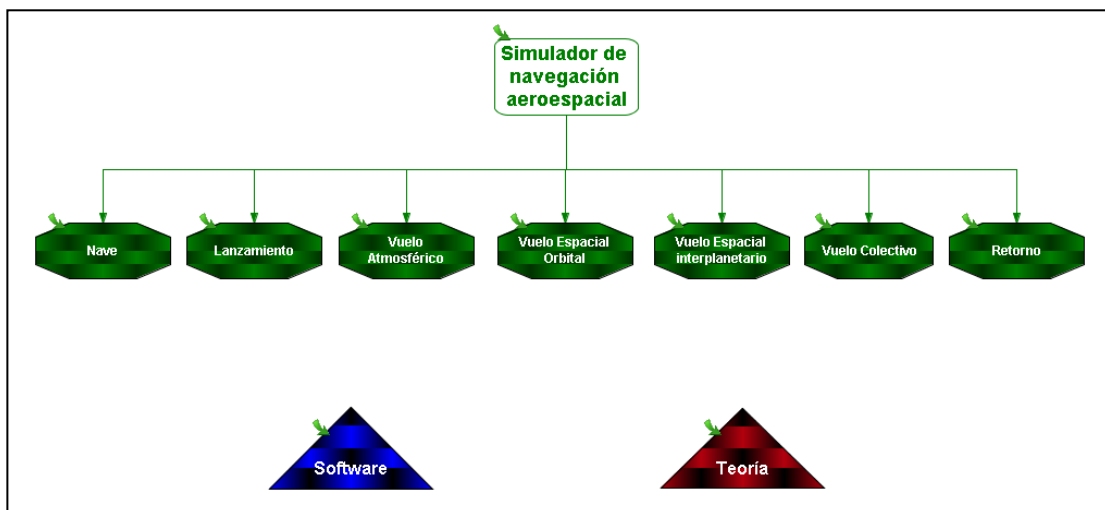 Simulador de
navegación
aeroespacial
Nave
Lanzamiento
Vuelo
Atmosférico
Vuelo Espacial
Orbital
Vuelo Espacial
interplanetario
Vuelo Colectivo
Retorno
Software
Teoría